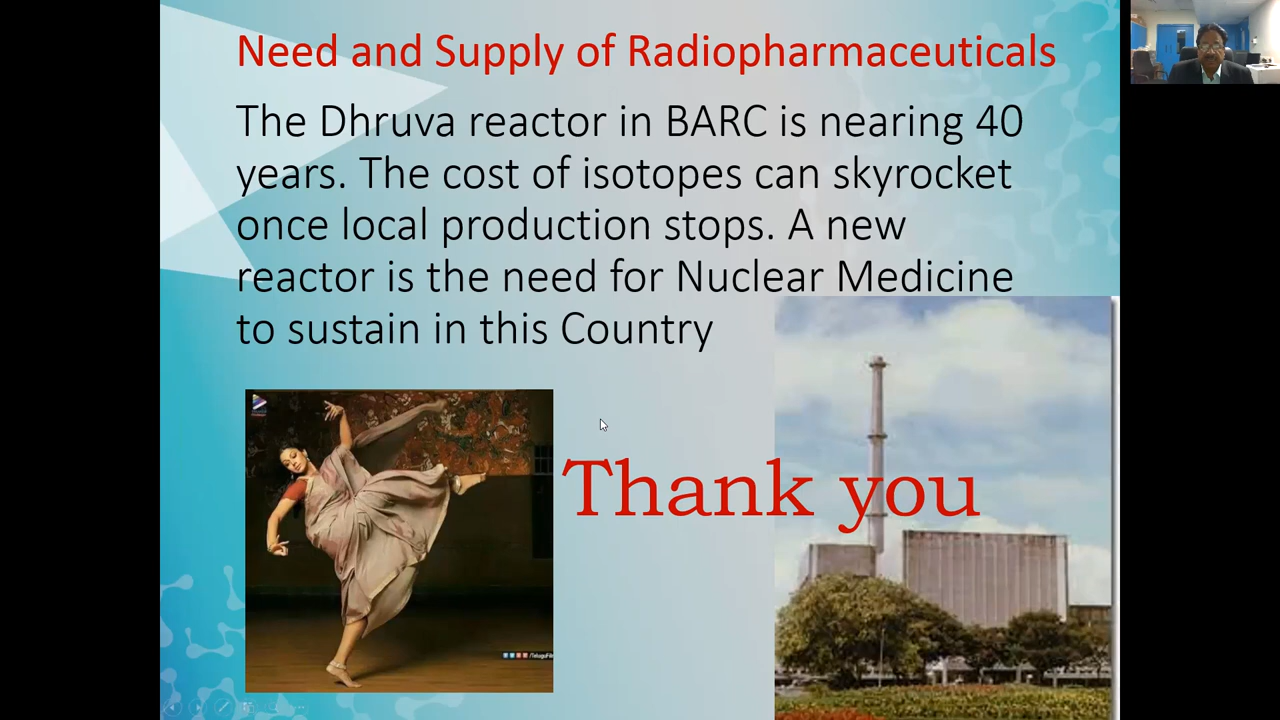 Need and Supply of Radiopharmaceuticals
The Dhruva reactor in BARC is nearing 40
years. The cost of isotopes can skyrocket
once local production stops. A new
reactor is the need for Nuclear Medicine
to sustain in this Country
Thank you